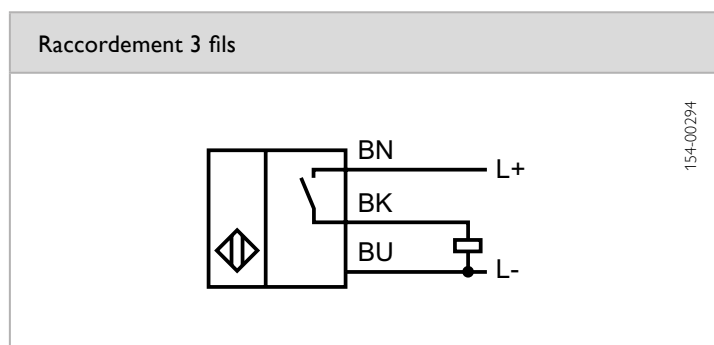 Raccordement 3 fils
154-00294
BN
L+
BK
BU
L-